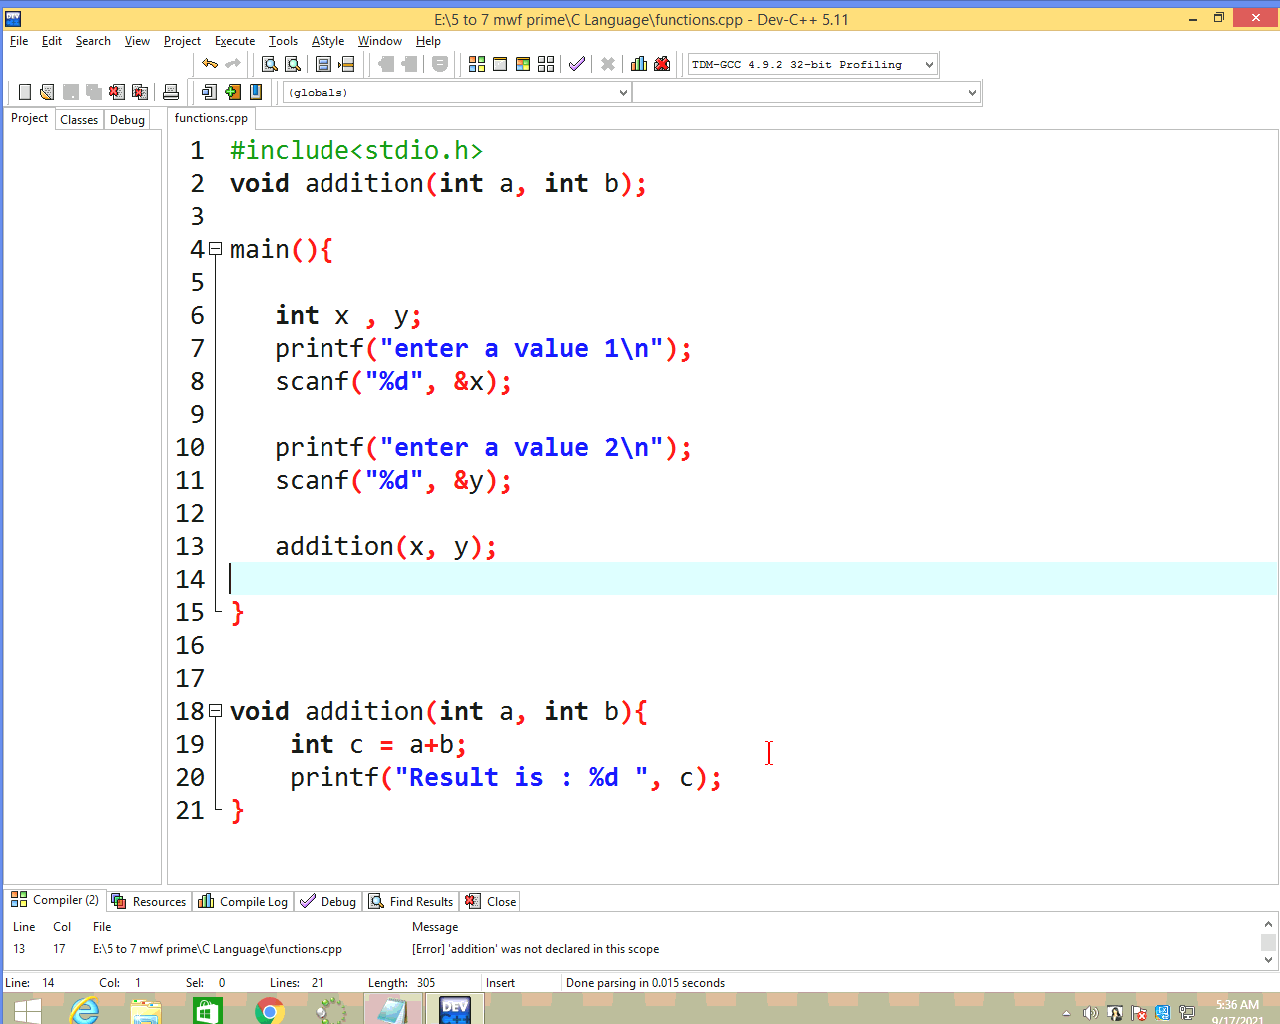 E:\5 to 7 mwf prime\C Language\functions.cpp - Dev-C++ 5.11
File Edit Search View Project Execute Tools AStyle Window Help
TDM-GCC 4.9.2 32-bit Profiling
(globals)
Project Classes Debug functions.cpp
1 #include<stdio.h>
2 void addition(int a, int b);
3
4 main(){
5
6 int x , y;
7 printf("enter a value 1\n");
8 scanf("%d", &x);
9
10 printf("enter a value 2\n");
11 scanf("%d", &y);
12
13 addition(x, y);
14
15 }
16
17
18 void addition(int a, int b){
19 int c = a+b;
20 printf("Result is : %d ", c);
21 }
Compiler (2) Resources Compile Log Debug Find Results Close
Line Col File Message
13 17 E:\5 to 7 mwf prime\C Language\functions.cpp [Error] 'addition' was not declared in this scope
Line: 14 Col: 1 Sel: 0 Lines: 21 Length: 305 Insert Done parsing in 0.015 seconds
DEV
5:36 AM
9/17/2021